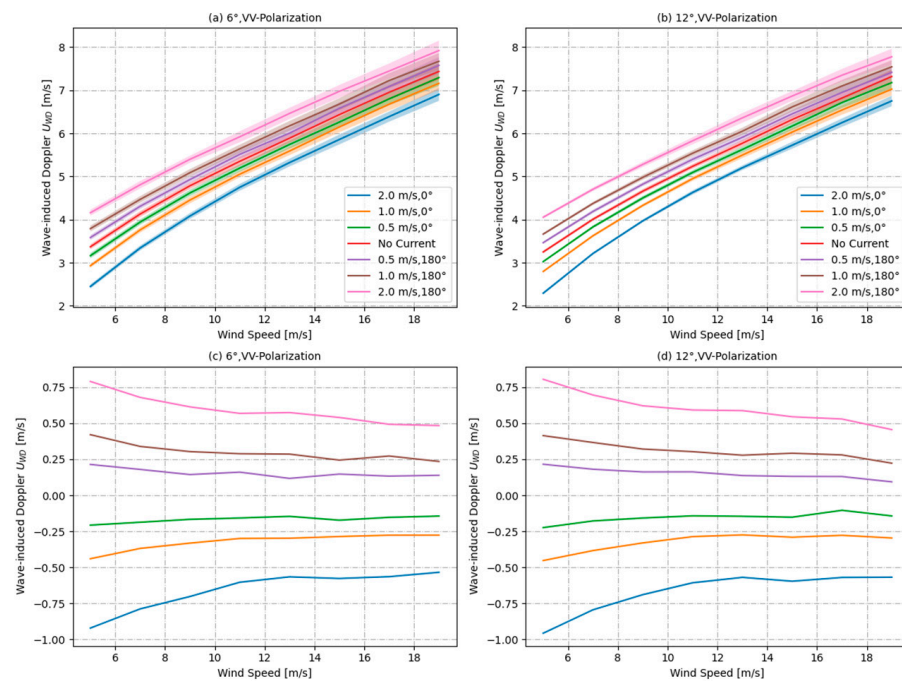 (a) 6°,VV-Polarization
8
7
6
5
4
3
2
Wave-induced Doppler U_WD [m/s]
2.0 m/s,0°
1.0 m/s,0°
0.5 m/s,0°
No Current
0.5 m/s,180°
1.0 m/s,180°
2.0 m/s,180°
6 8 10 12 14 16 18
Wind Speed [m/s]
(b) 12°,VV-Polarization
8
7
6
5
4
3
2
Wave-induced Doppler U_WD [m/s]
2.0 m/s,0°
1.0 m/s,0°
0.5 m/s,0°
No Current
0.5 m/s,180°
1.0 m/s,180°
2.0 m/s,180°
6 8 10 12 14 16 18
Wind Speed [m/s]
(c) 6°,VV-Polarization
0.75
0.50
0.25
0.00
−0.25
−0.50
−0.75
−1.00
Wave-induced Doppler U_WD [m/s]
6 8 10 12 14 16 18
Wind Speed [m/s]
(d) 12°,VV-Polarization
0.75
0.50
0.25
0.00
−0.25
−0.50
−0.75
−1.00
Wave-induced Doppler U_WD [m/s]
6 8 10 12 14 16 18
Wind Speed [m/s]